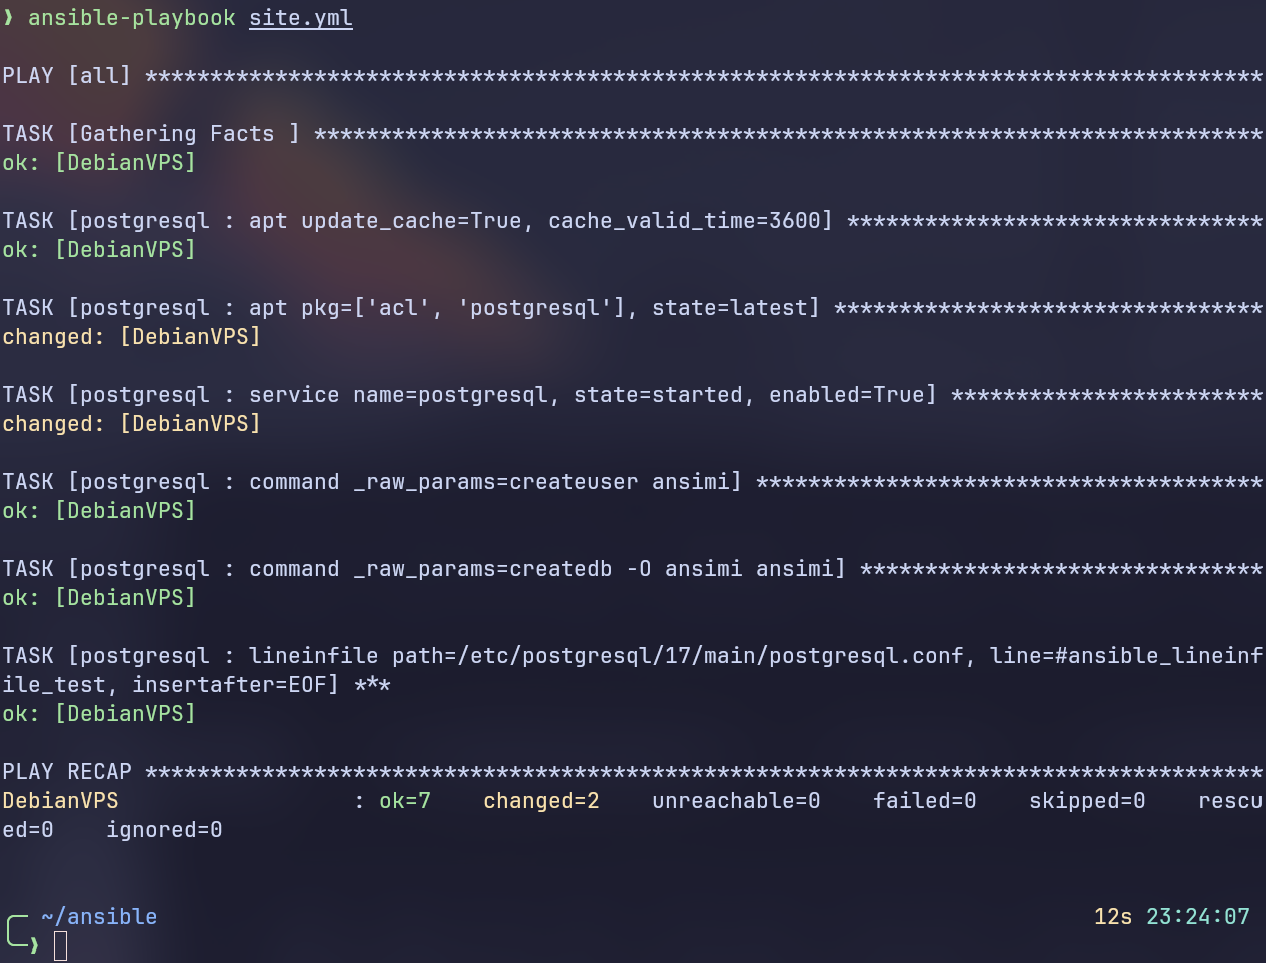 ❱ ansible-playbook site.yml
PLAY [all] **************************************************************************************
TASK [Gathering Facts ] *************************************************************************
ok: [DebianVPS]
TASK [postgresql : apt update_cache=True, cache_valid_time=3600] ********************************
ok: [DebianVPS]
TASK [postgresql : apt pkg=['acl', 'postgresql'], state=latest] *********************************
changed: [DebianVPS]
TASK [postgresql : service name=postgresql, state=started, enabled=True] ************************
changed: [DebianVPS]
TASK [postgresql : command _raw_params=createuser ansimi] ***************************************
ok: [DebianVPS]
TASK [postgresql : command _raw_params=createdb -O ansimi ansimi] *******************************
ok: [DebianVPS]
TASK [postgresql : lineinfile path=/etc/postgresql/17/main/postgresql.conf, line=#ansible_lineinf
ile_test, insertafter=EOF] ***
ok: [DebianVPS]
PLAY RECAP **************************************************************************************
DebianVPS                  : ok=7    changed=2    unreachable=0    failed=0    skipped=0    rescu
ed=0    ignored=0
~/ansible 12s 23:24:07
❱